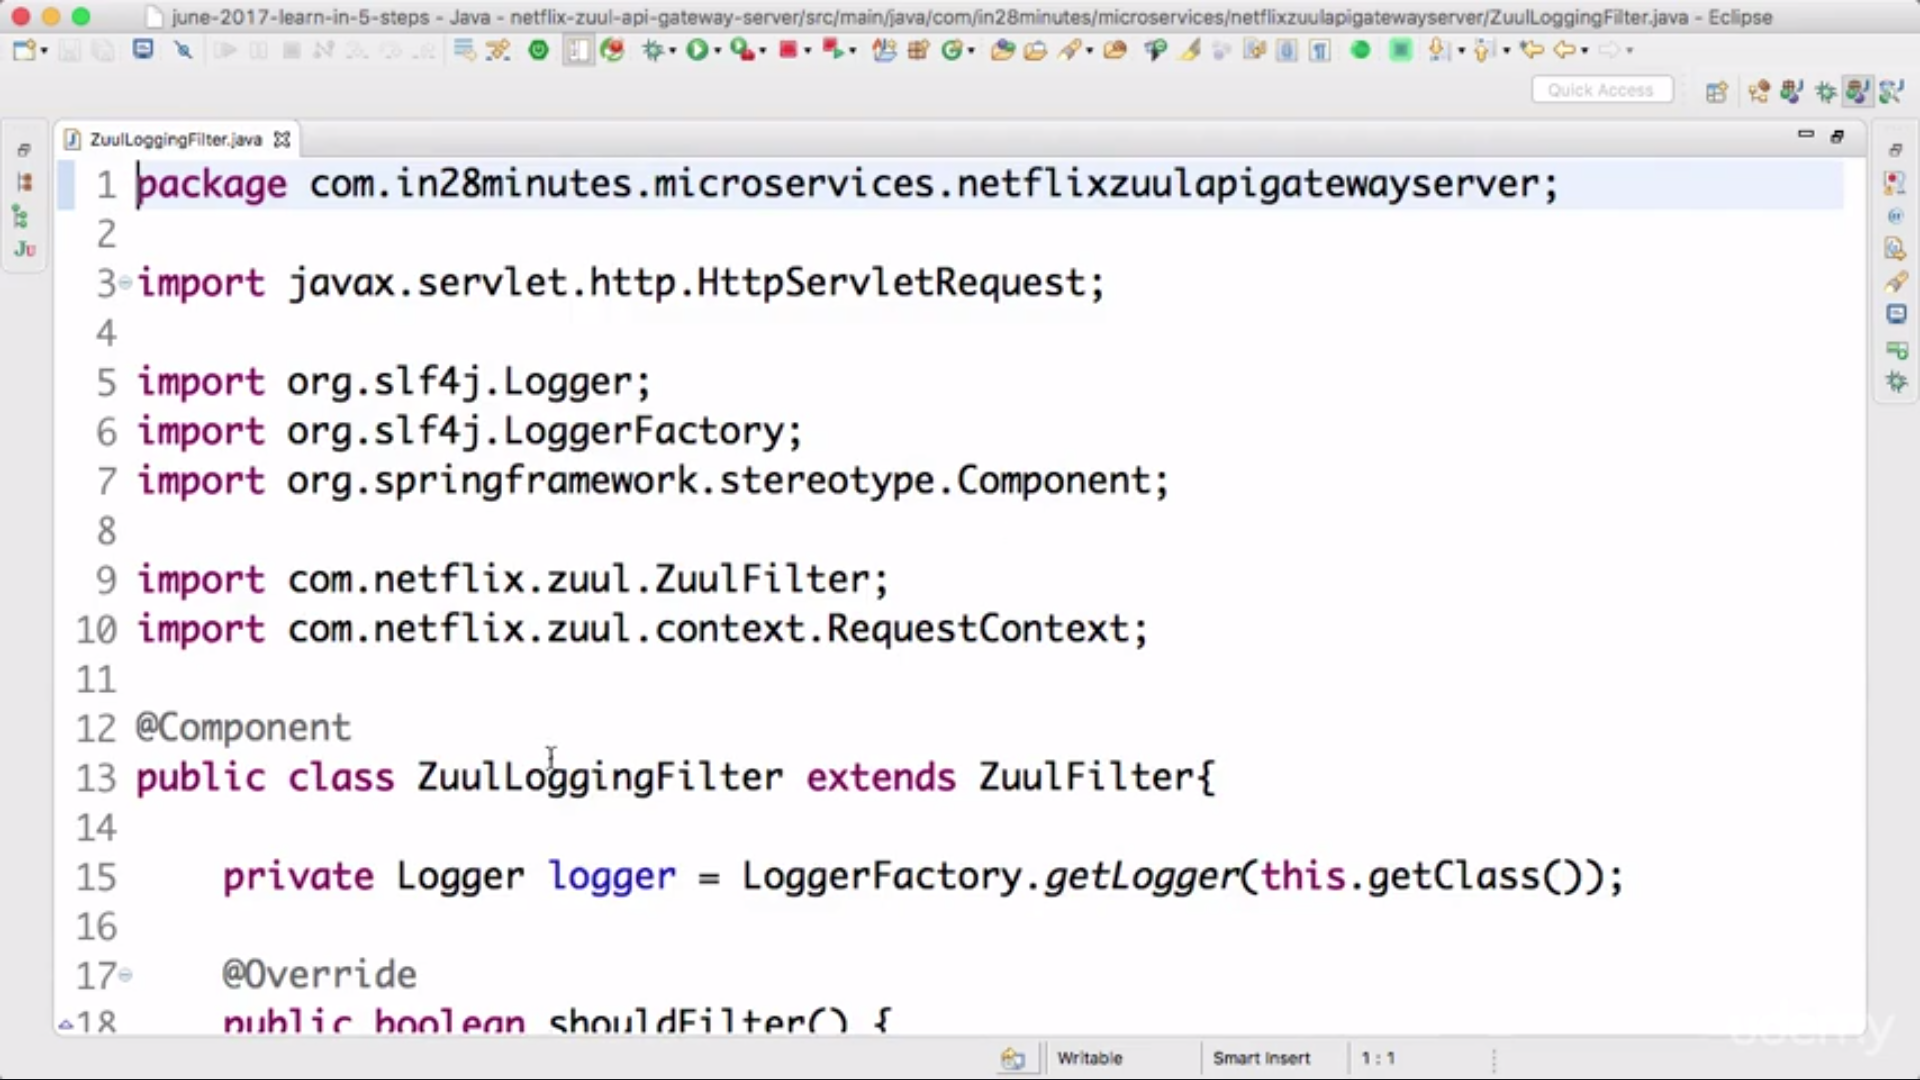 june-2017-learn-in-5-steps - Java - netflix-zuul-api-gateway-server/src/main/java/com/in28minutes/microservices/netflixzuulapigatewayserver/ZuulLoggingFilter.java - Eclipse
Quick Access
ZuulLoggingFilter.java
Ju
1 package com.in28minutes.microservices.netflixzuulapigatewayserver;
2
3 import javax.servlet.http.HttpServletRequest;
4
5 import org.slf4j.Logger;
6 import org.slf4j.LoggerFactory;
7 import org.springframework.stereotype.Component;
8
9 import com.netflix.zuul.ZuulFilter;
10 import com.netflix.zuul.context.RequestContext;
11
12 @Component
13 public class ZuulLoggingFilter extends ZuulFilter{
14
15 private Logger logger = LoggerFactory.getLogger(this.getClass());
16
17 @Override
18 public boolean shouldFilter() {
udemy
Writable Smart Insert 1 : 1